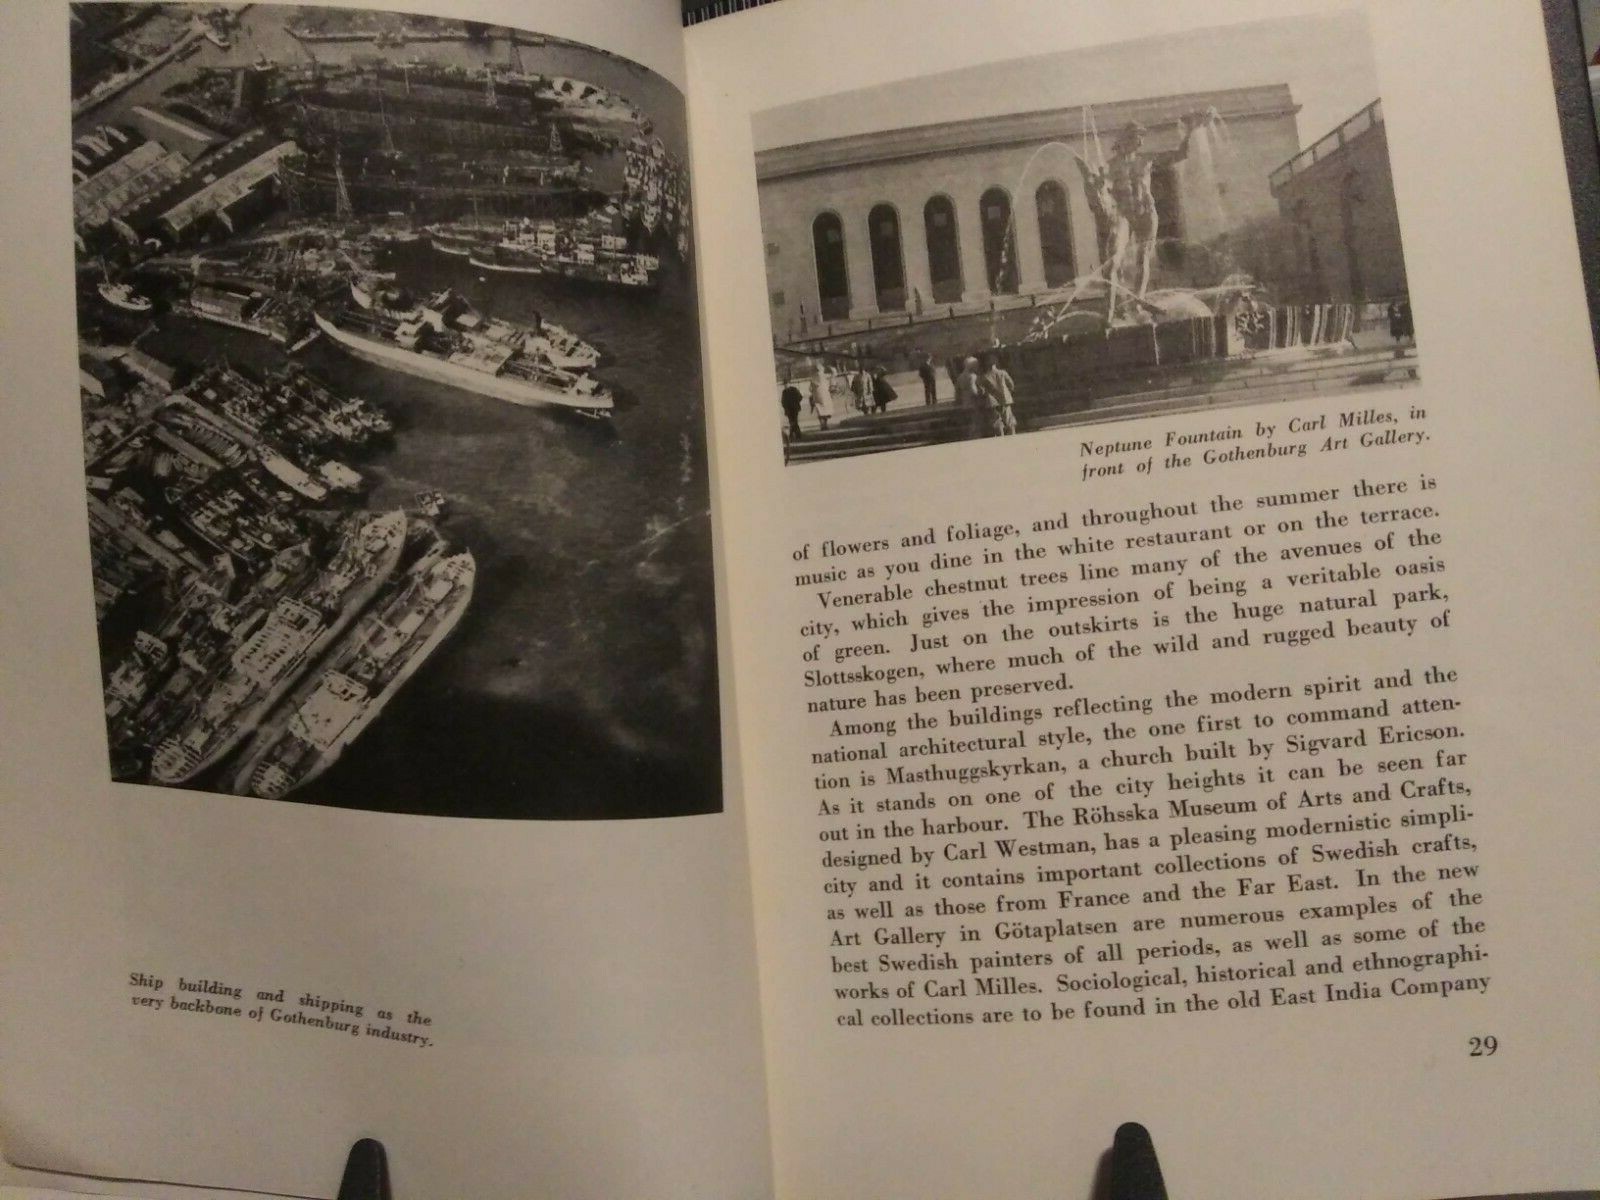 Ship building and shipping as the
very backbone of Gothenburg industry.
Neptune Fountain by Carl Milles, in
front of the Gothenburg Art Gallery.
of flowers and foliage, and throughout the summer there is
music as you dine in the white restaurant or on the terrace.
Venerable chestnut trees line many of the avenues of the
city, which gives the impression of being a veritable oasis
of green. Just on the outskirts is the huge natural park,
Slottsskogen, where much of the wild and rugged beauty of
nature has been preserved.
Among the buildings reflecting the modern spirit and the
national architectural style, the one first to command atten-
tion is Masthuggskyrkan, a church built by Sigvard Ericson.
As it stands on one of the city heights it can be seen far
out in the harbour. The Röhsska Museum of Arts and Crafts,
designed by Carl Westman, has a pleasing modernistic simpli-
city and it contains important collections of Swedish crafts,
as well as those from France and the Far East. In the new
Art Gallery in Götaplatsen are numerous examples of the
best Swedish painters of all periods, as well as some of the
works of Carl Milles. Sociological, historical and ethnographi-
cal collections are to be found in the old East India Company
29